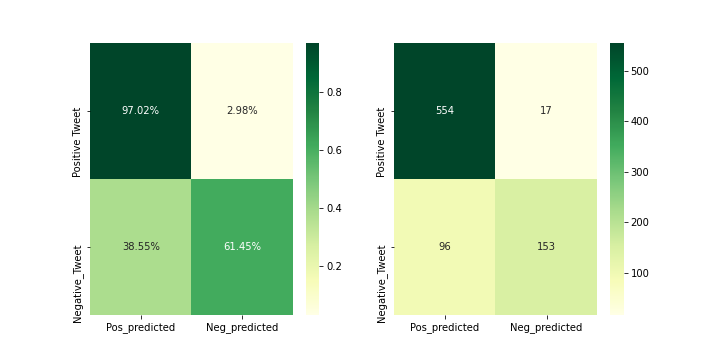 Positive Tweet
Negative_Tweet
97.02%
2.98%
38.55%
61.45%
Pos_predicted
Neg_predicted
0.8
0.6
0.4
0.2
Positive Tweet
Negative_Tweet
554
17
96
153
Pos_predicted
Neg_predicted
500
400
300
200
100